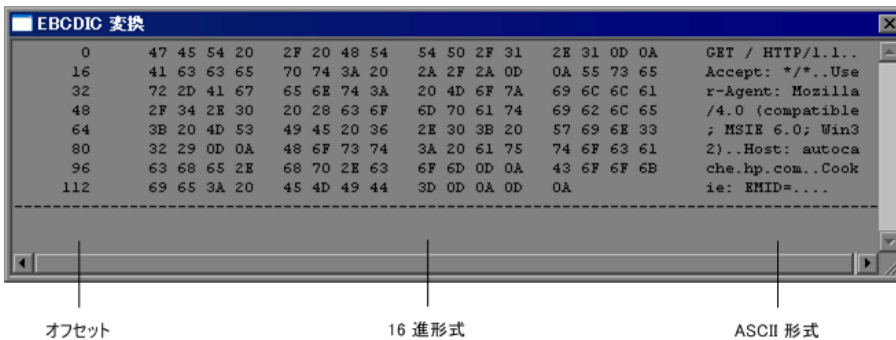 EBCDIC 変換
0 47 45 54 20 2F 20 48 54 54 50 2F 31 2E 31 0D 0A GET / HTTP/1.1..
16 41 63 63 65 70 74 3A 20 2A 2F 2A 0D 0A 55 73 65 Accept: */*..Use
32 72 2D 41 67 65 6E 74 3A 20 4D 6F 7A 69 6C 6C 61 r-Agent: Mozilla
48 2F 34 2E 30 20 28 63 6F 6D 70 61 74 69 62 6C 65 /4.0 (compatible
64 3B 20 4D 53 49 45 20 36 2E 30 3B 20 57 69 6E 33 ; MSIE 6.0; Win3
80 32 29 0D 0A 48 6F 73 74 3A 20 61 75 74 6F 63 61 2)..Host: autoca
96 63 68 65 2E 68 70 2E 63 6F 6D 0D 0A 43 6F 6F 6B che.hp.com..Cook
112 69 65 3A 20 45 4D 49 44 3D 0D 0A 0D 0A ie: EMID=....
オフセット 16 進形式 ASCII 形式